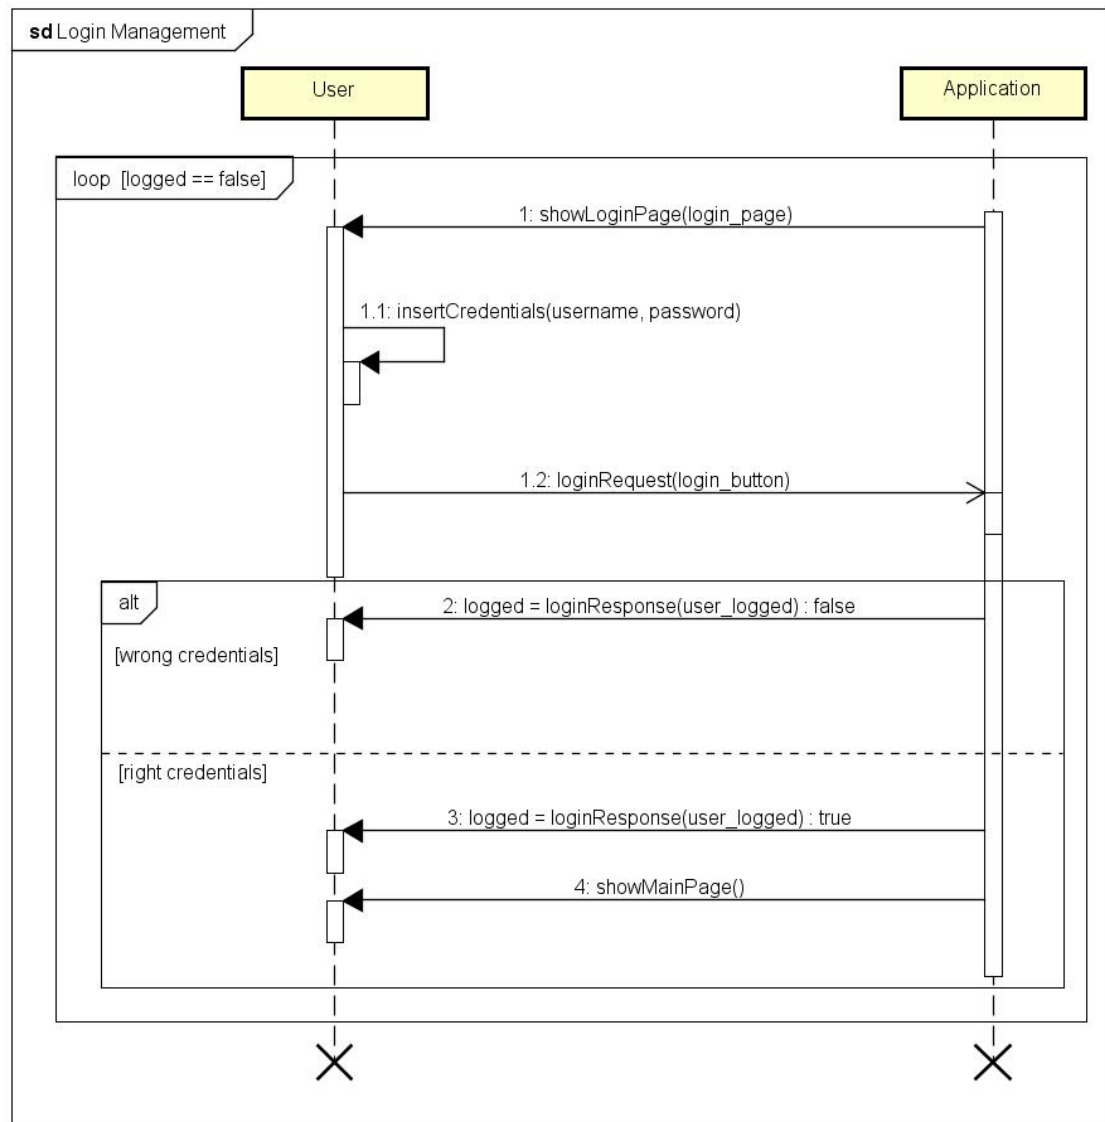 sd Login Management
User
Application
loop [logged == false]
1: showLoginPage(login_page)
1.1: insertCredentials(username, password)
1.2: loginRequest(login_button)
alt
2: logged = loginResponse(user_logged) : false
[wrong credentials]
[right credentials]
3: logged = loginResponse(user_logged) : true
4: showMainPage()